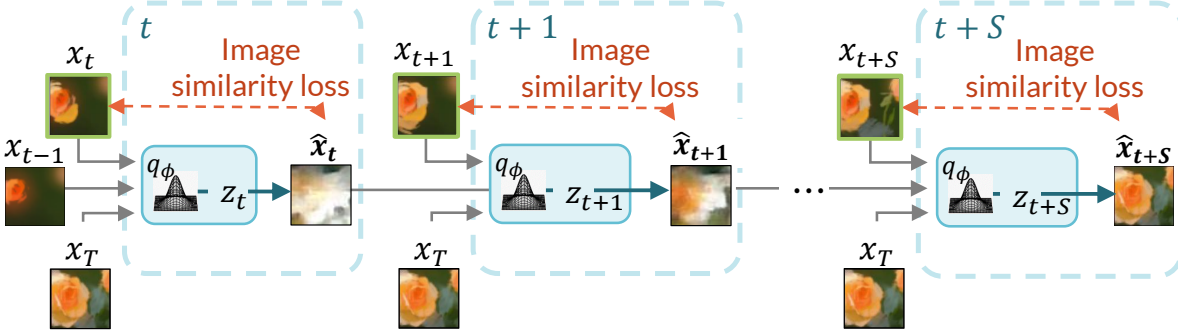 t
Image
similarity loss
x_t
x_{t-1}
q_ϕ
z_t
x̂_t
x_T
t + 1
Image
similarity loss
x_{t+1}
q_ϕ
z_{t+1}
x̂_{t+1}
x_T
...
t + S
Image
similarity loss
x_{t+S}
q_ϕ
z_{t+S}
x̂_{t+S}
x_T